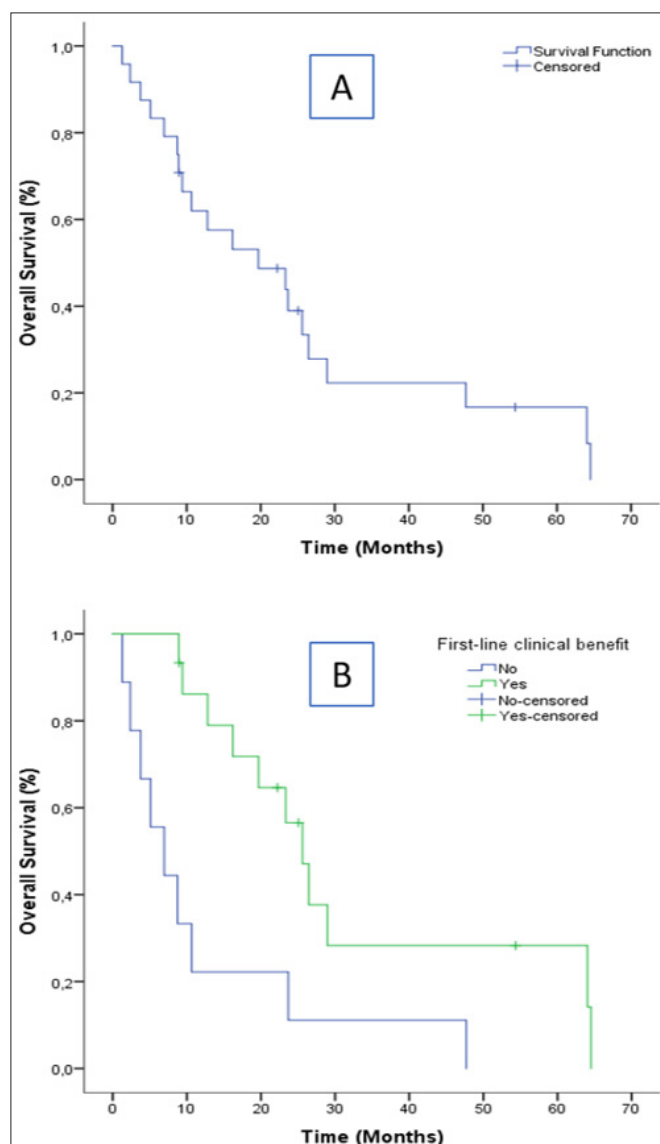 A
Survival Function
Censored
Overall Survival (%)
1,0
0,8
0,6
0,4
0,2
0,0
0 10 20 30 40 50 60 70
Time (Months)
B
First-line clinical benefit
No
Yes
No-censored
Yes-censored
Overall Survival (%)
1,0
0,8
0,6
0,4
0,2
0,0
0 10 20 30 40 50 60 70
Time (Months)